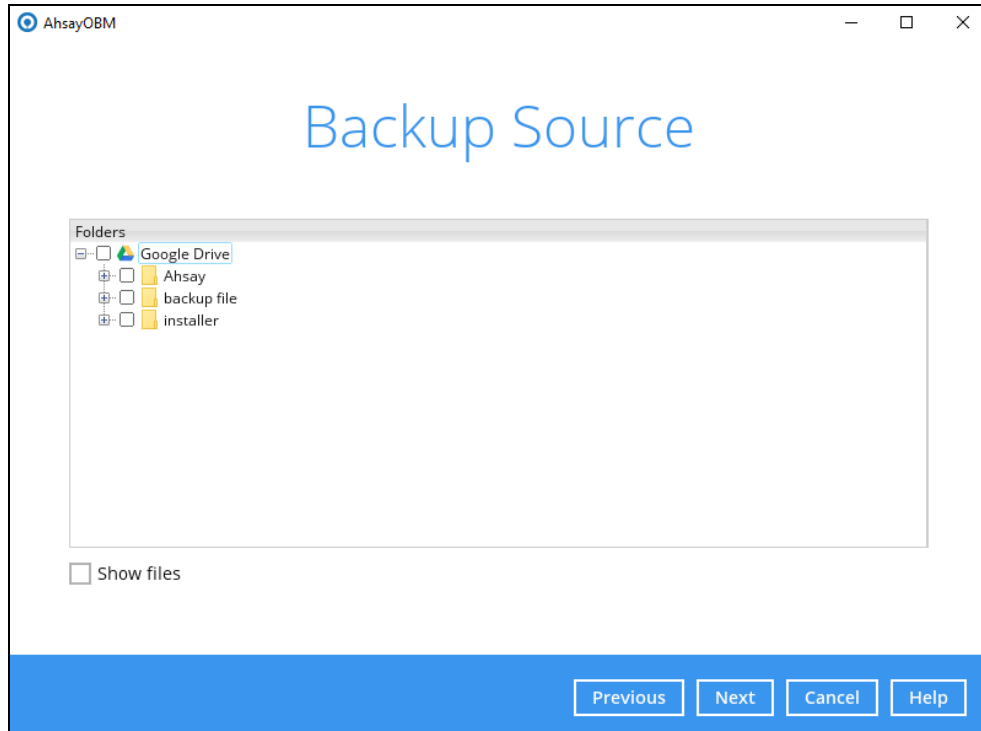 AhsayOBM
Backup Source
Folders
Google Drive
Ahsay
backup file
installer
Show files
Previous Next Cancel Help